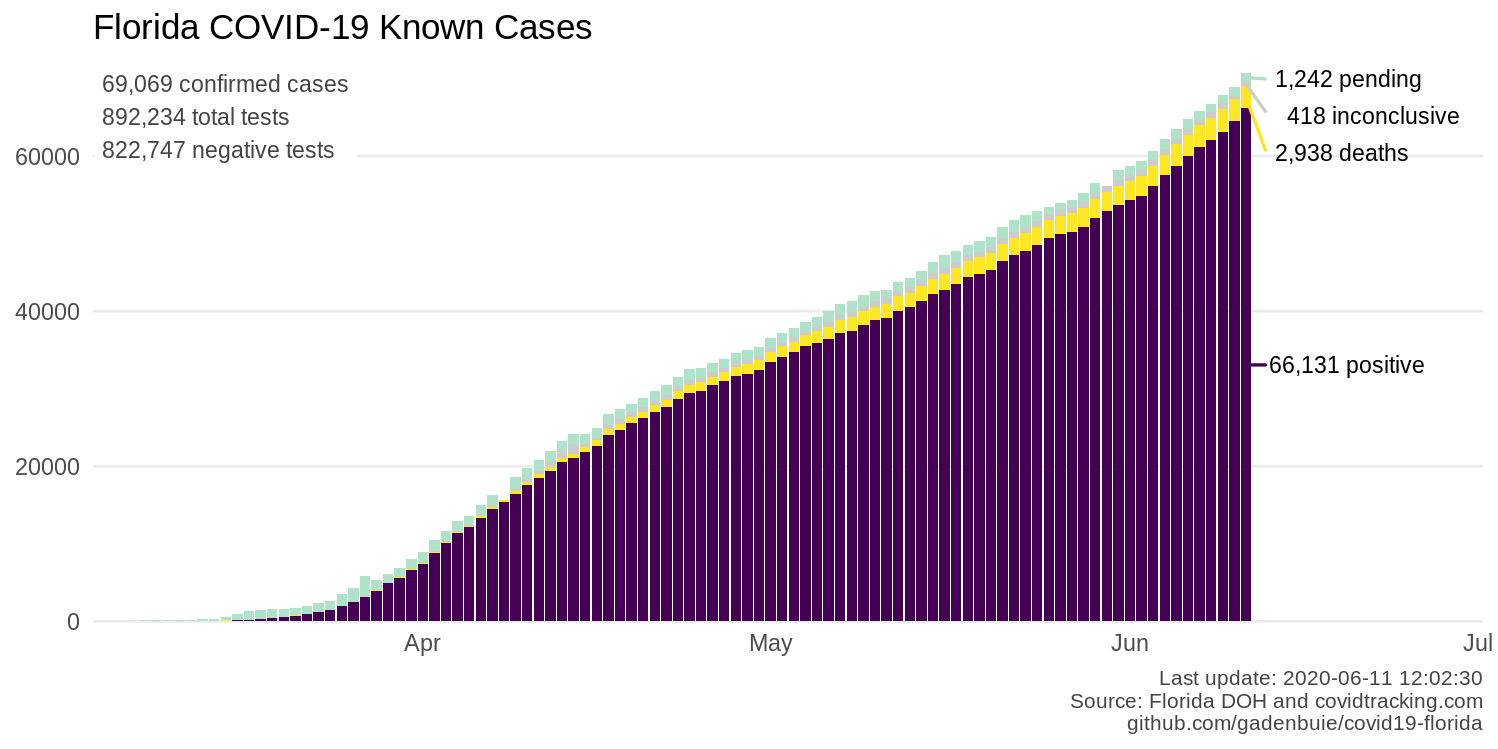 Florida COVID-19 Known Cases
69,069 confirmed cases
892,234 total tests
822,747 negative tests
1,242 pending
418 inconclusive
2,938 deaths
66,131 positive
60000
40000
20000
0
Apr
May
Jun
Jul
Last update: 2020-06-11 12:02:30
Source: Florida DOH and covidtracking.com
github.com/gadenbuie/covid19-florida